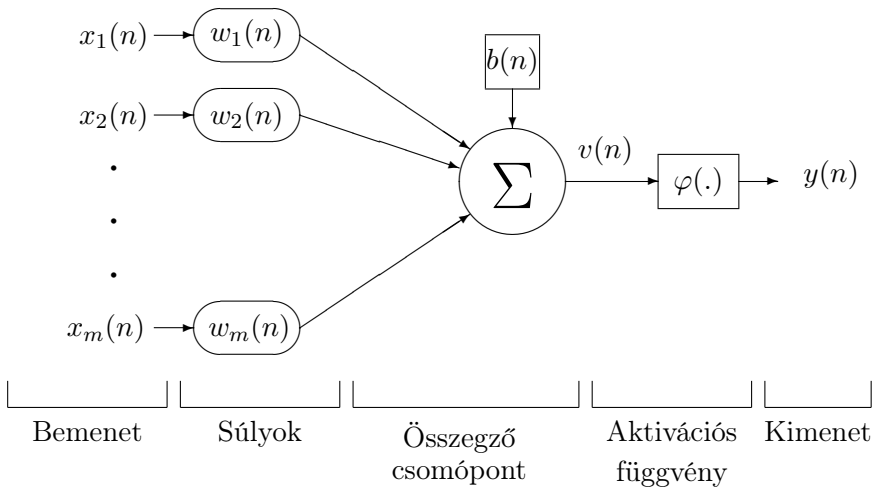 x₁(n) w₁(n) b(n)
x₂(n) w₂(n)
v(n)
Σ φ(.) y(n)
xₘ(n) wₘ(n)
Bemenet Súlyok Összegző Aktivációs Kimenet
csomópont függvény